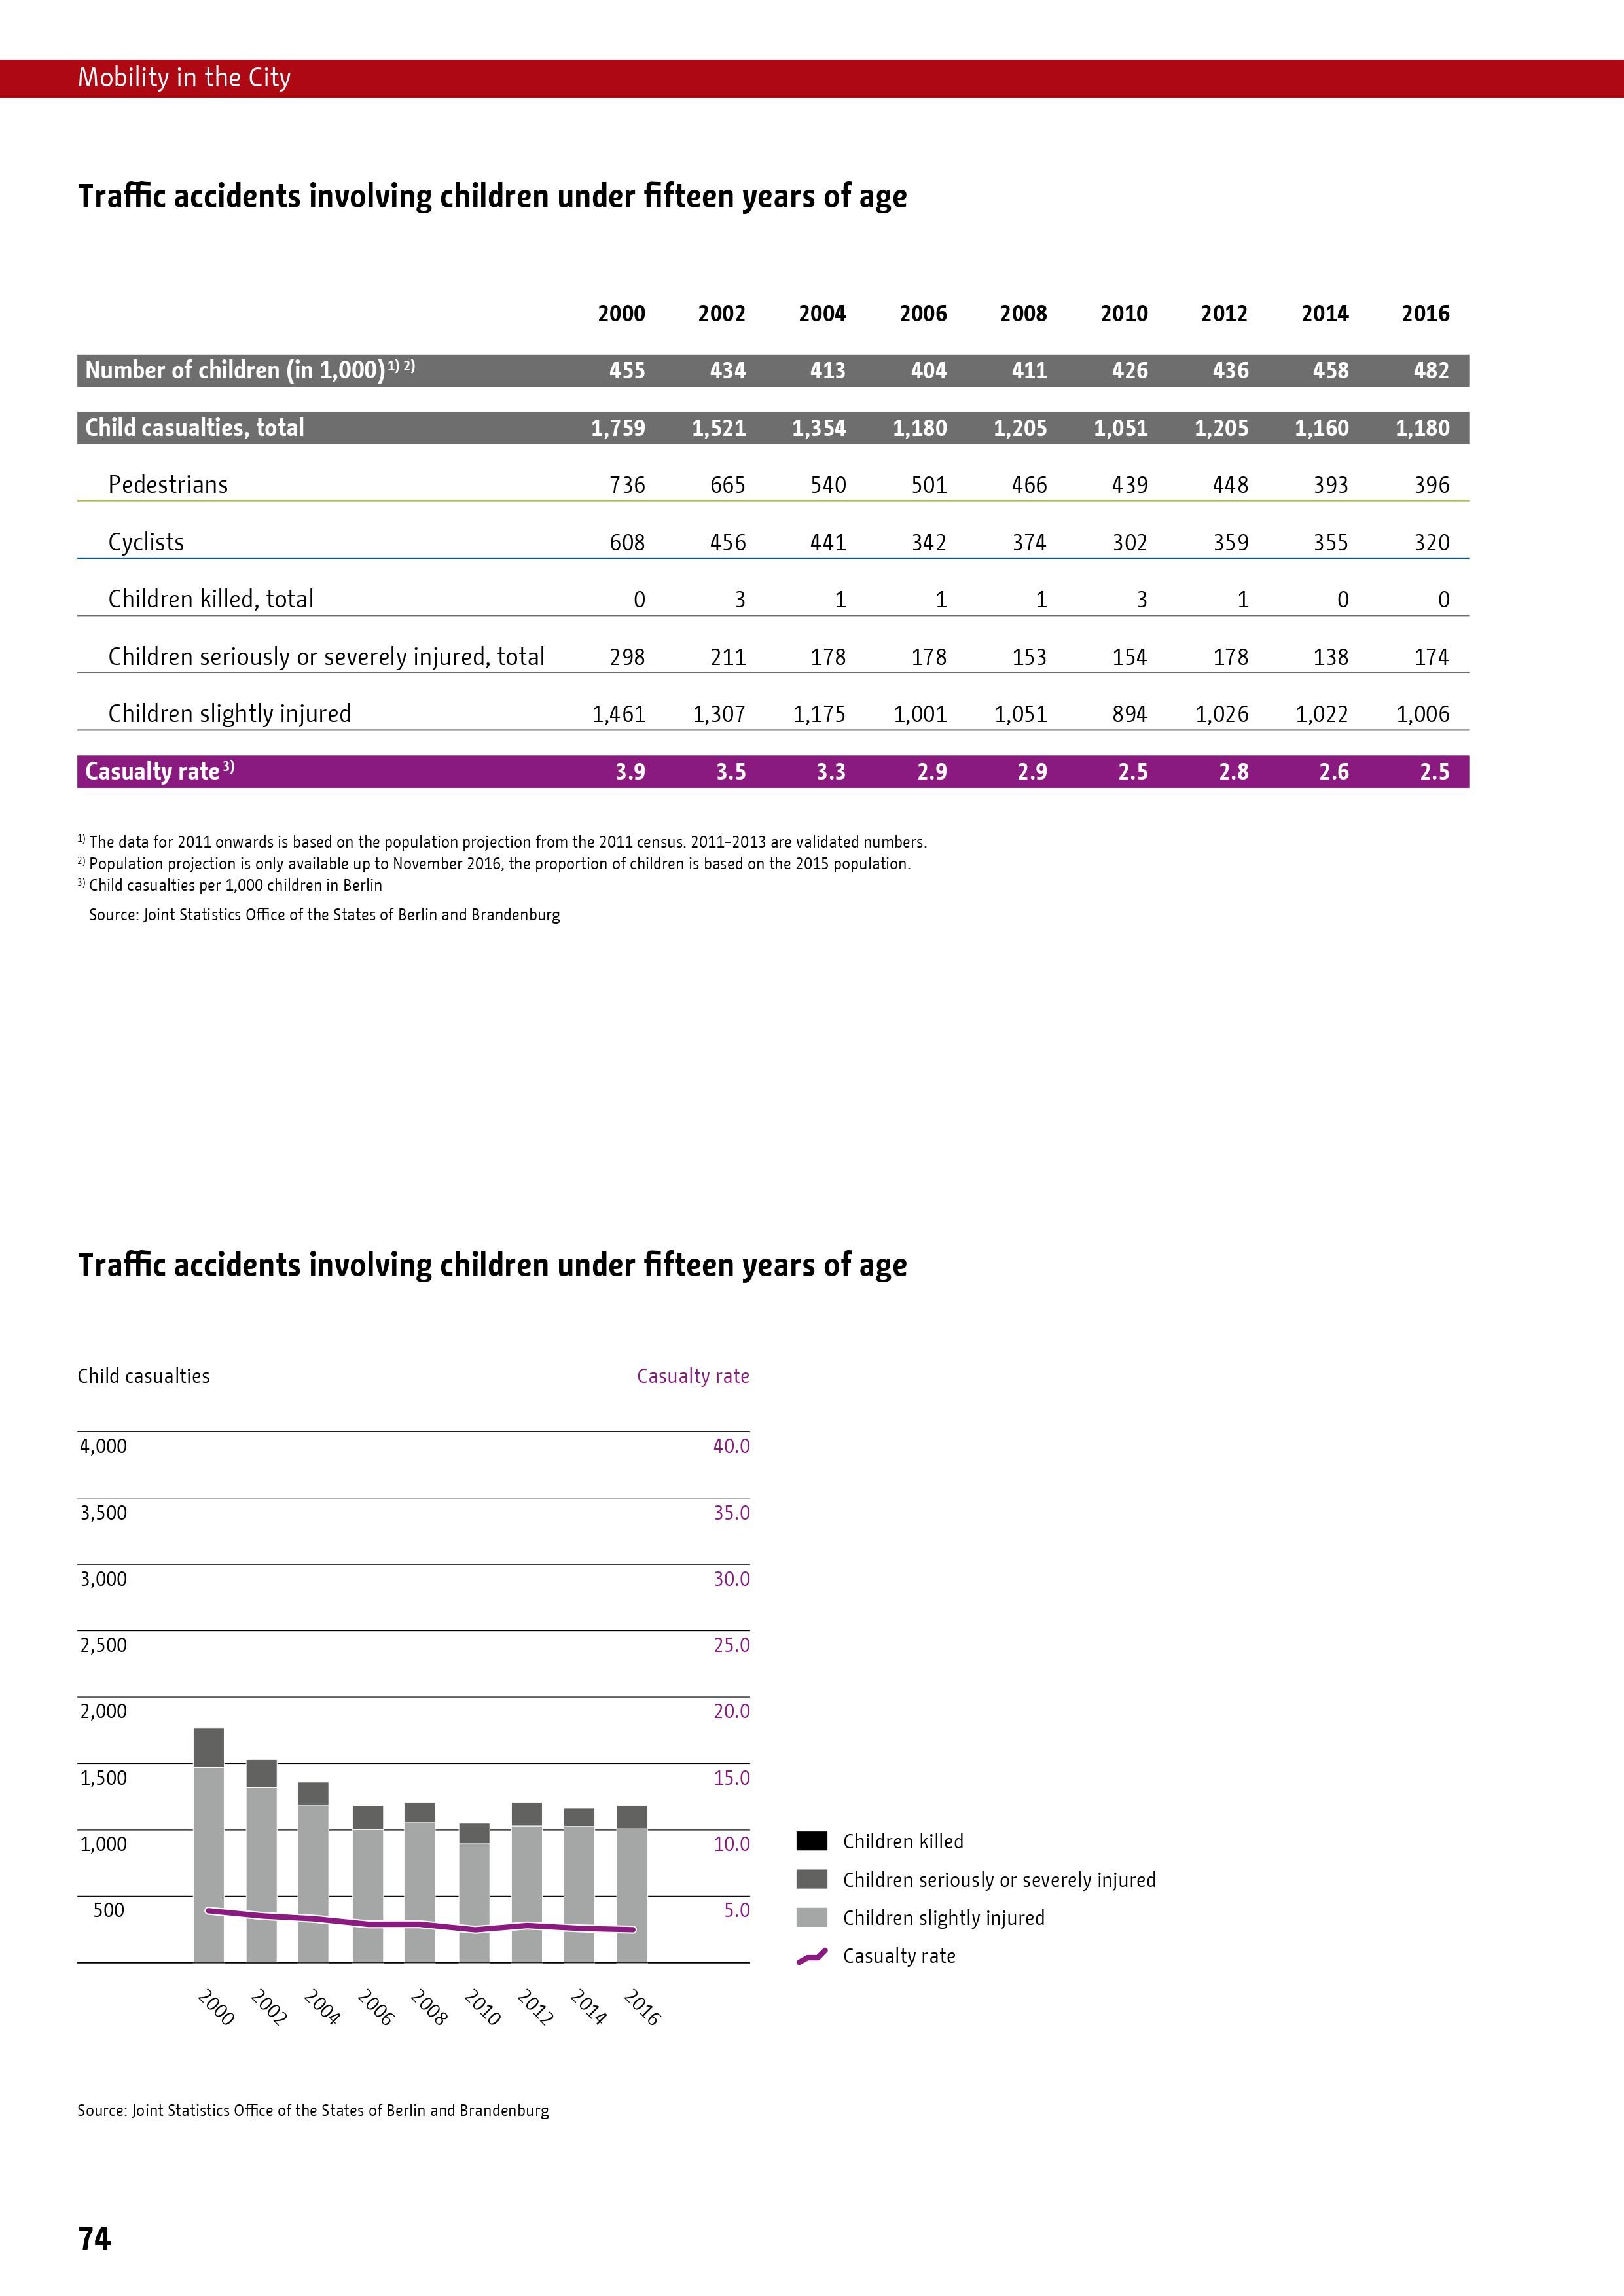 Mobility in the City
Traffic accidents involving children under fifteen years of age
2000 2002 2004 2006 2008 2010 2012 2014 2016
Number of children (in 1,000) 1) 2) 455 434 413 404 411 426 436 458 482
Child casualties, total 1,759 1,521 1,354 1,180 1,205 1,051 1,205 1,160 1,180
Pedestrians 736 665 540 501 466 439 448 393 396
Cyclists 608 456 441 342 374 302 359 355 320
Children killed, total 0 3 1 1 1 3 1 0 0
Children seriously or severely injured, total 298 211 178 178 153 154 178 138 174
Children slightly injured 1,461 1,307 1,175 1,001 1,051 894 1,026 1,022 1,006
Casualty rate 3) 3.9 3.5 3.3 2.9 2.9 2.5 2.8 2.6 2.5
1) The data for 2011 onwards is based on the population projection from the 2011 census. 2011–2013 are validated numbers.
2) Population projection is only available up to November 2016, the proportion of children is based on the 2015 population.
3) Child casualties per 1,000 children in Berlin
Source: Joint Statistics Office of the States of Berlin and Brandenburg
Traffic accidents involving children under fifteen years of age
Child casualties Casualty rate
4,000 40.0
3,500 35.0
3,000 30.0
2,500 25.0
2,000 20.0
1,500 15.0
1,000 10.0
500 5.0
2000 2002 2004 2006 2008 2010 2012 2014 2016
Children killed
Children seriously or severely injured
Children slightly injured
Casualty rate
Source: Joint Statistics Office of the States of Berlin and Brandenburg
74